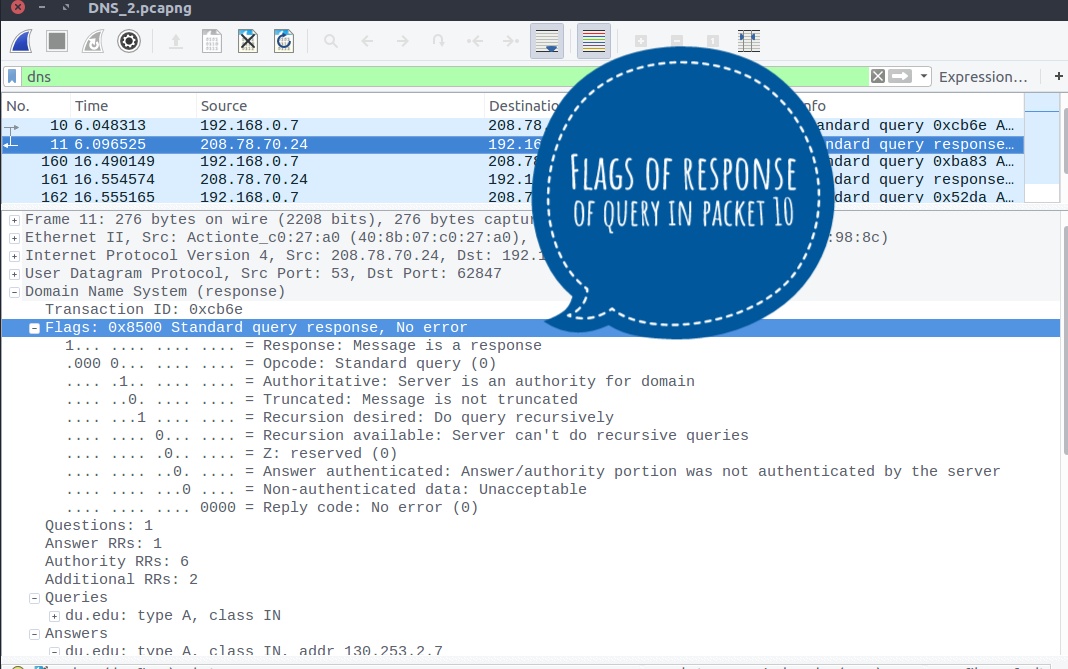 DNS_2.pcapng
dns
Expression…
+
No. Time Source Destinatio nfo
10 6.048313 192.168.0.7 208.78 andard query 0xcb6e A…
11 6.096525 208.78.70.24 192.16 andard query response…
160 16.490149 192.168.0.7 208.78 ndard query 0xba83 A…
161 16.554574 208.78.70.24 192.1 andard query response…
162 16.555165 192.168.0.7 208.7 andard query 0x52da A…
FLAGS OF RESPONSE
OF QUERY IN PACKET 10
Frame 11: 276 bytes on wire (2208 bits), 276 bytes captur
Ethernet II, Src: Actionte_c0:27:a0 (40:8b:07:c0:27:a0), :98:8c)
Internet Protocol Version 4, Src: 208.78.70.24, Dst: 192.1
User Datagram Protocol, Src Port: 53, Dst Port: 62847
Domain Name System (response)
Transaction ID: 0xcb6e
Flags: 0x8500 Standard query response, No error
1... .... .... .... = Response: Message is a response
.000 0... .... .... = Opcode: Standard query (0)
.... .1.. .... .... = Authoritative: Server is an authority for domain
.... ..0. .... .... = Truncated: Message is not truncated
.... ...1 .... .... = Recursion desired: Do query recursively
.... .... 0... .... = Recursion available: Server can't do recursive queries
.... .... .0.. .... = Z: reserved (0)
.... .... ..0. .... = Answer authenticated: Answer/authority portion was not authenticated by the server
.... .... ...0 .... = Non-authenticated data: Unacceptable
.... .... .... 0000 = Reply code: No error (0)
Questions: 1
Answer RRs: 1
Authority RRs: 6
Additional RRs: 2
Queries
du.edu: type A, class IN
Answers
du.edu: type A, class IN, addr 130.253.2.7